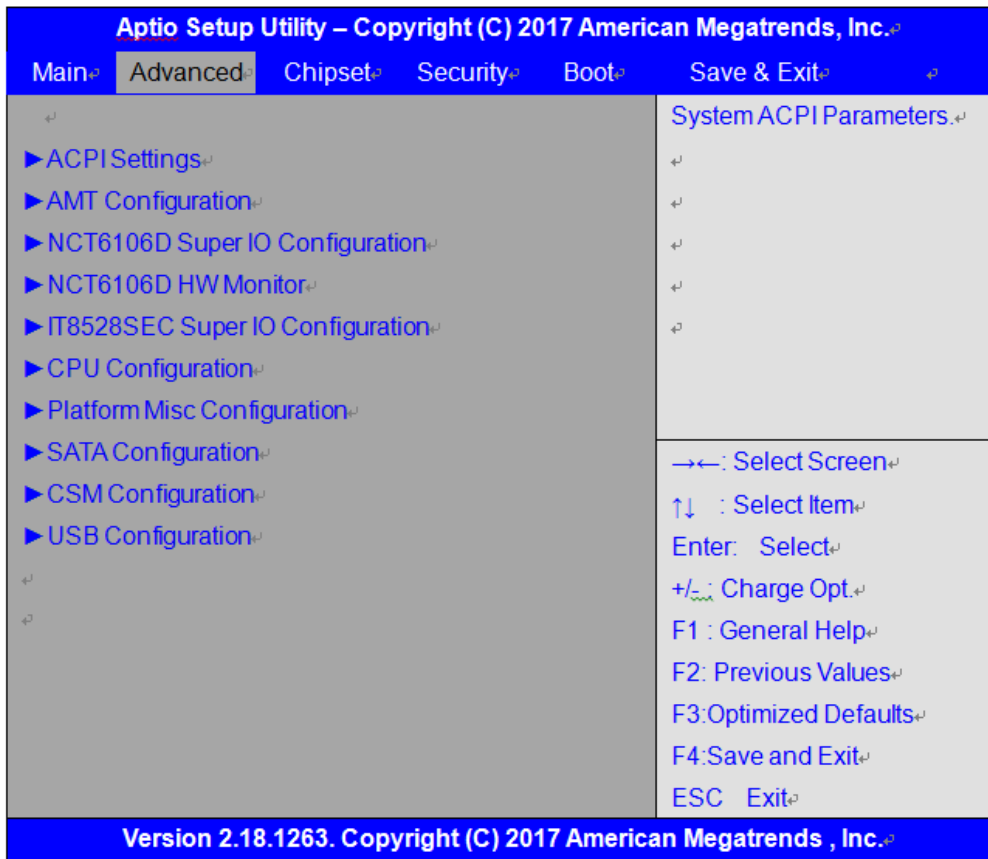 Aptio Setup Utility – Copyright (C) 2017 American Megatrends, Inc.
Main Advanced Chipset Security Boot Save & Exit
►ACPI Settings
►AMT Configuration
►NCT6106D Super IO Configuration
►NCT6106D HW Monitor
►IT8528SEC Super IO Configuration
►CPU Configuration
►Platform Misc Configuration
►SATA Configuration
►CSM Configuration
►USB Configuration
System ACPI Parameters.
→←: Select Screen
↑↓ : Select Item
Enter: Select
+/- : Charge Opt.
F1 : General Help
F2: Previous Values
F3:Optimized Defaults
F4:Save and Exit
ESC Exit
Version 2.18.1263. Copyright (C) 2017 American Megatrends , Inc.